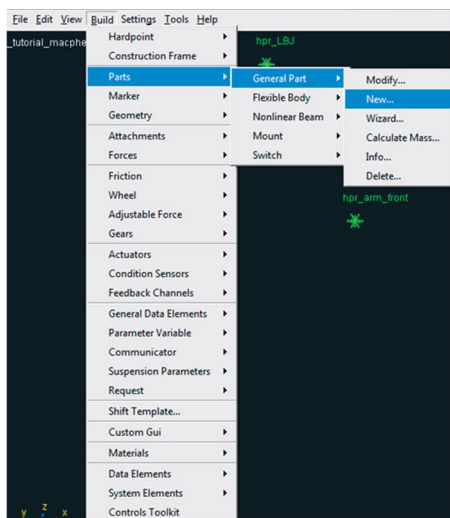 File Edit View Build Settings Tools Help
_tutorial_macphe
hpr_LBJ
hpr_arm_front
Hardpoint
Construction Frame
Parts
Marker
Geometry
Attachments
Forces
Friction
Wheel
Adjustable Force
Gears
Actuators
Condition Sensors
Feedback Channels
General Data Elements
Parameter Variable
Communicator
Suspension Parameters
Request
Shift Template...
Custom Gui
Materials
Data Elements
System Elements
Controls Toolkit
General Part
Flexible Body
Nonlinear Beam
Mount
Switch
Modify...
New...
Wizard...
Calculate Mass...
Info...
Delete...
y z x